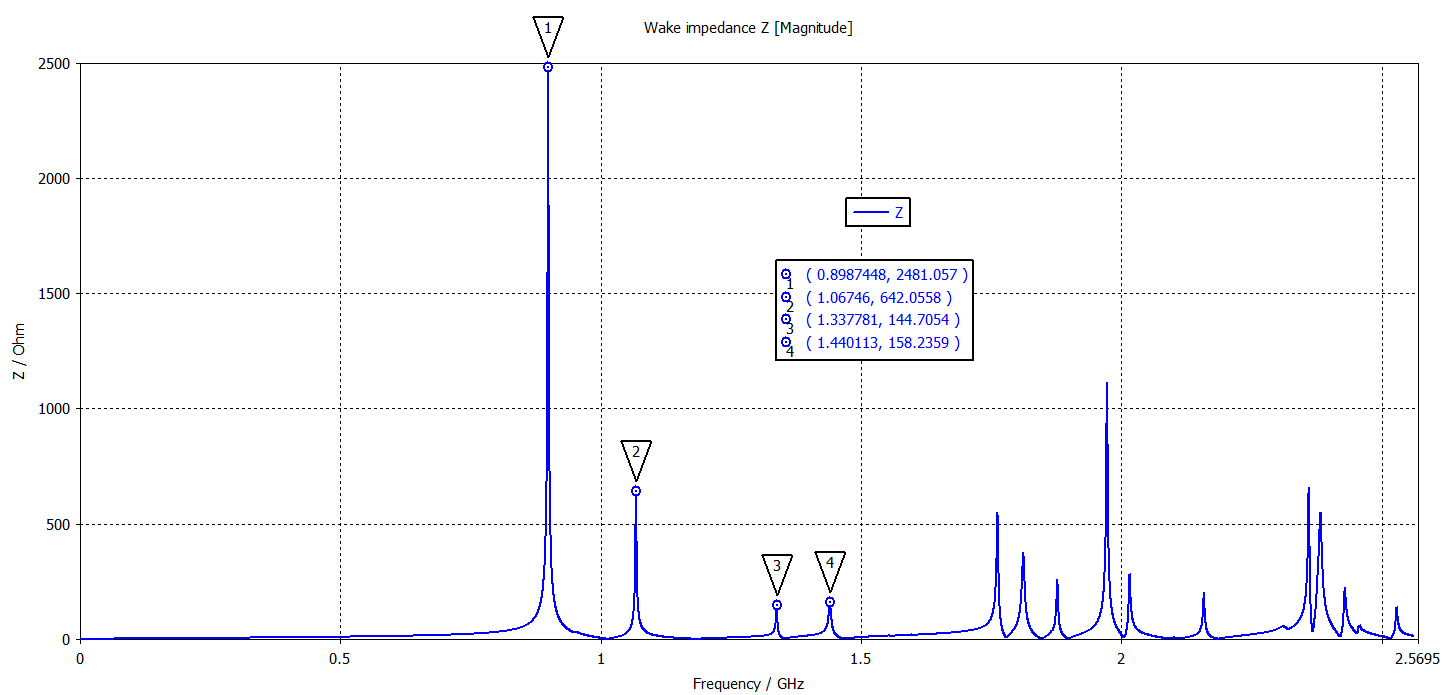 Wake impedance Z [Magnitude]
1
2
3
4
2500
2000
1500
1000
500
0
Z / Ohm
Z
1 ( 0.8987448, 2481.057 )
2 ( 1.06746, 642.0558 )
3 ( 1.337781, 144.7054 )
4 ( 1.440113, 158.2359 )
0 0.5 1 1.5 2 2.5695
Frequency / GHz